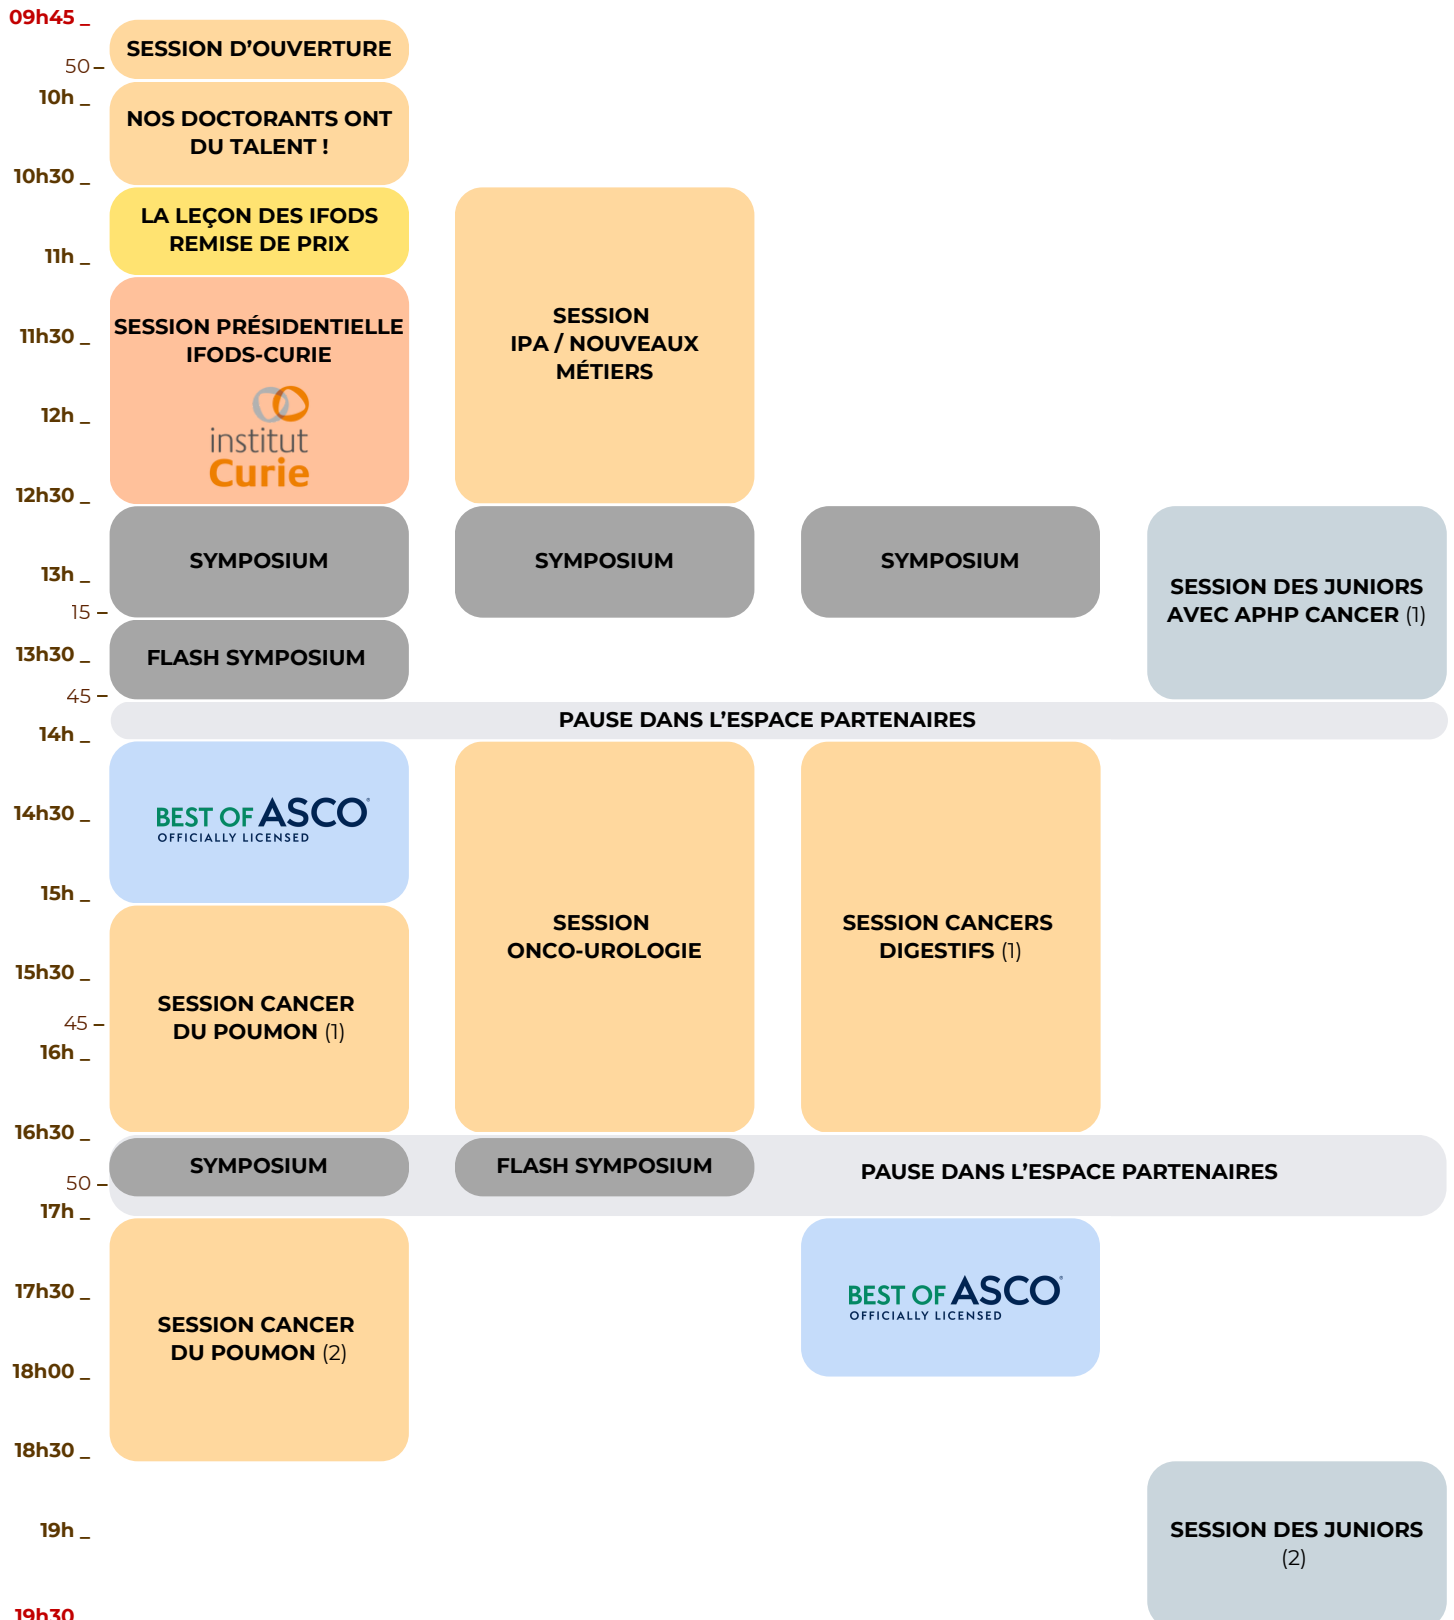 09h45
SESSION D’OUVERTURE
50
10h
NOS DOCTORANTS ONT
DU TALENT !
10h30
LA LEÇON DES IFODS
REMISE DE PRIX
11h
SESSION PRÉSIDENTIELLE
IFODS-CURIE
institut
Curie
SESSION
IPA / NOUVEAUX
MÉTIERS
11h30
12h
12h30
SYMPOSIUM
SYMPOSIUM
SYMPOSIUM
SESSION DES JUNIORS
AVEC APHP CANCER (1)
13h
15
FLASH SYMPOSIUM
13h30
45
PAUSE DANS L’ESPACE PARTENAIRES
14h
BEST OF ASCO®
OFFICIALLY LICENSED
14h30
15h
SESSION
ONCO-UROLOGIE
SESSION CANCERS
DIGESTIFS (1)
15h30
SESSION CANCER
DU POUMON (1)
45
16h
16h30
SYMPOSIUM
FLASH SYMPOSIUM
PAUSE DANS L’ESPACE PARTENAIRES
50
17h
BEST OF ASCO®
OFFICIALLY LICENSED
17h30
SESSION CANCER
DU POUMON (2)
18h00
18h30
19h
SESSION DES JUNIORS
(2)
19h30